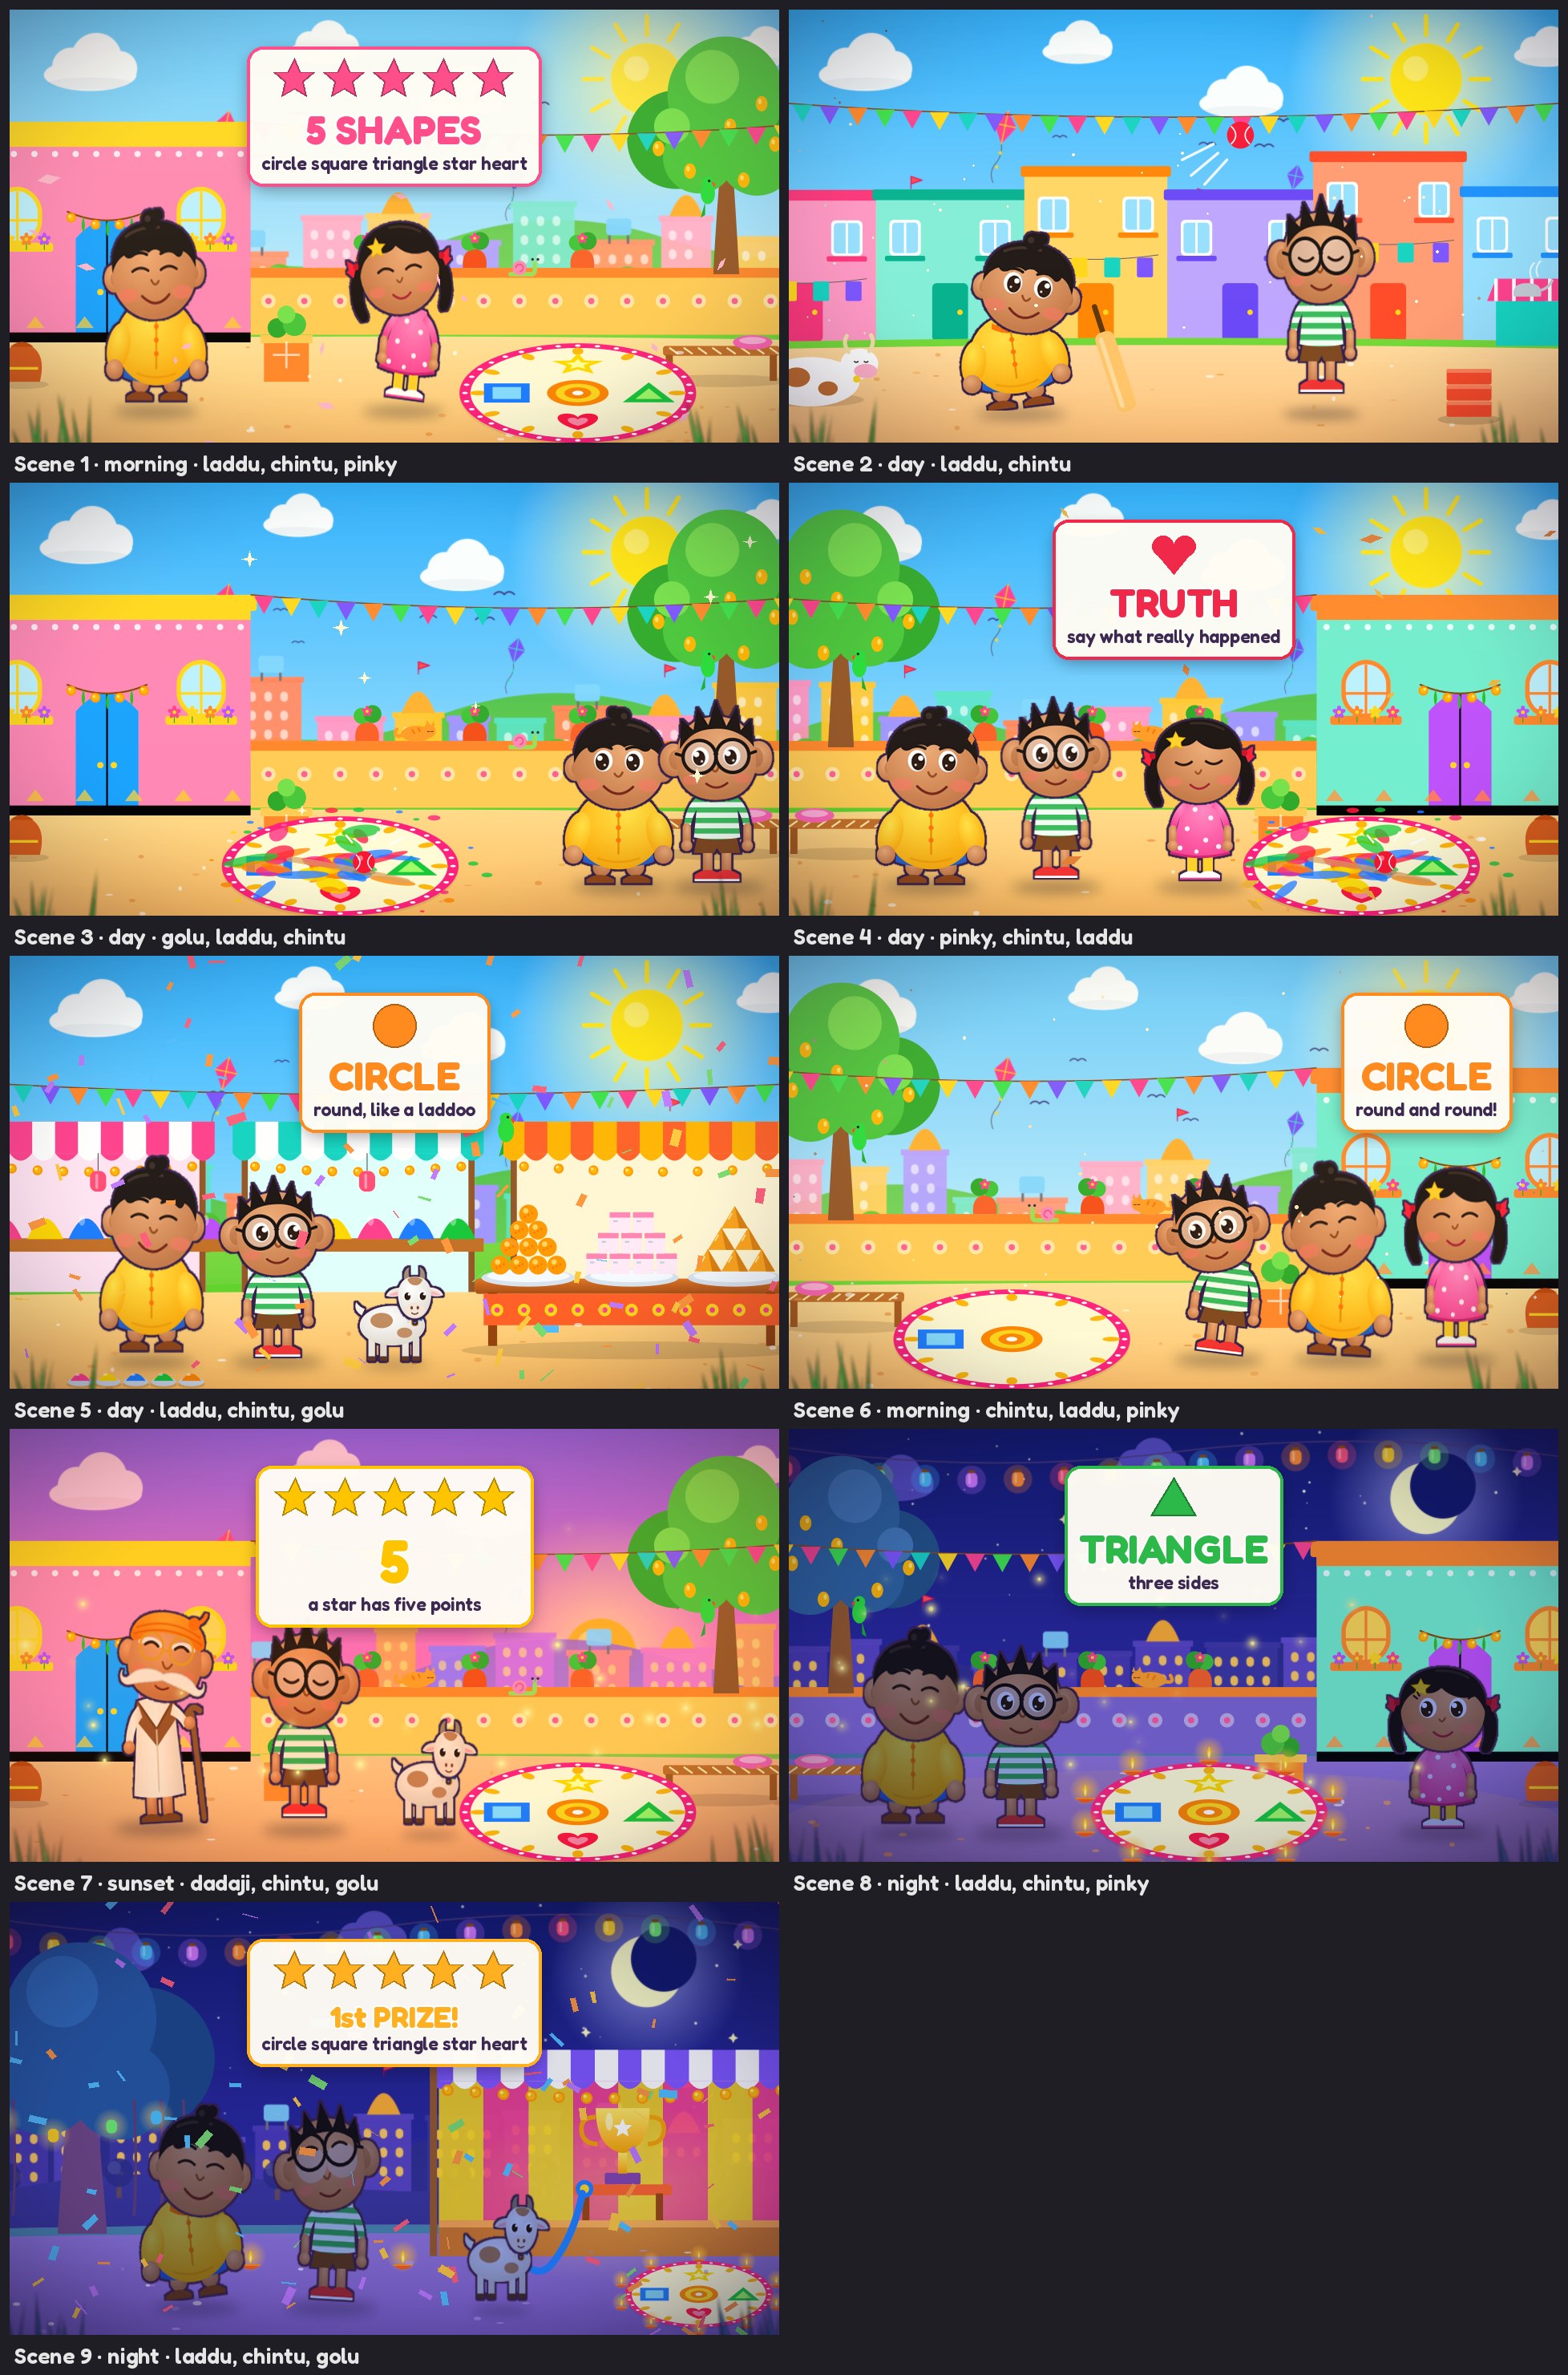 5 SHAPES
circle square triangle star heart
Scene 1 · morning · laddu, chintu, pinky
Scene 2 · day · laddu, chintu
Scene 3 · day · golu, laddu, chintu
TRUTH
say what really happened
Scene 4 · day · pinky, chintu, laddu
CIRCLE
round, like a laddoo
Scene 5 · day · laddu, chintu, golu
CIRCLE
round and round!
Scene 6 · morning · chintu, laddu, pinky
5
a star has five points
Scene 7 · sunset · dadaji, chintu, golu
TRIANGLE
three sides
Scene 8 · night · laddu, chintu, pinky
1st PRIZE!
circle square triangle star heart
Scene 9 · night · laddu, chintu, golu